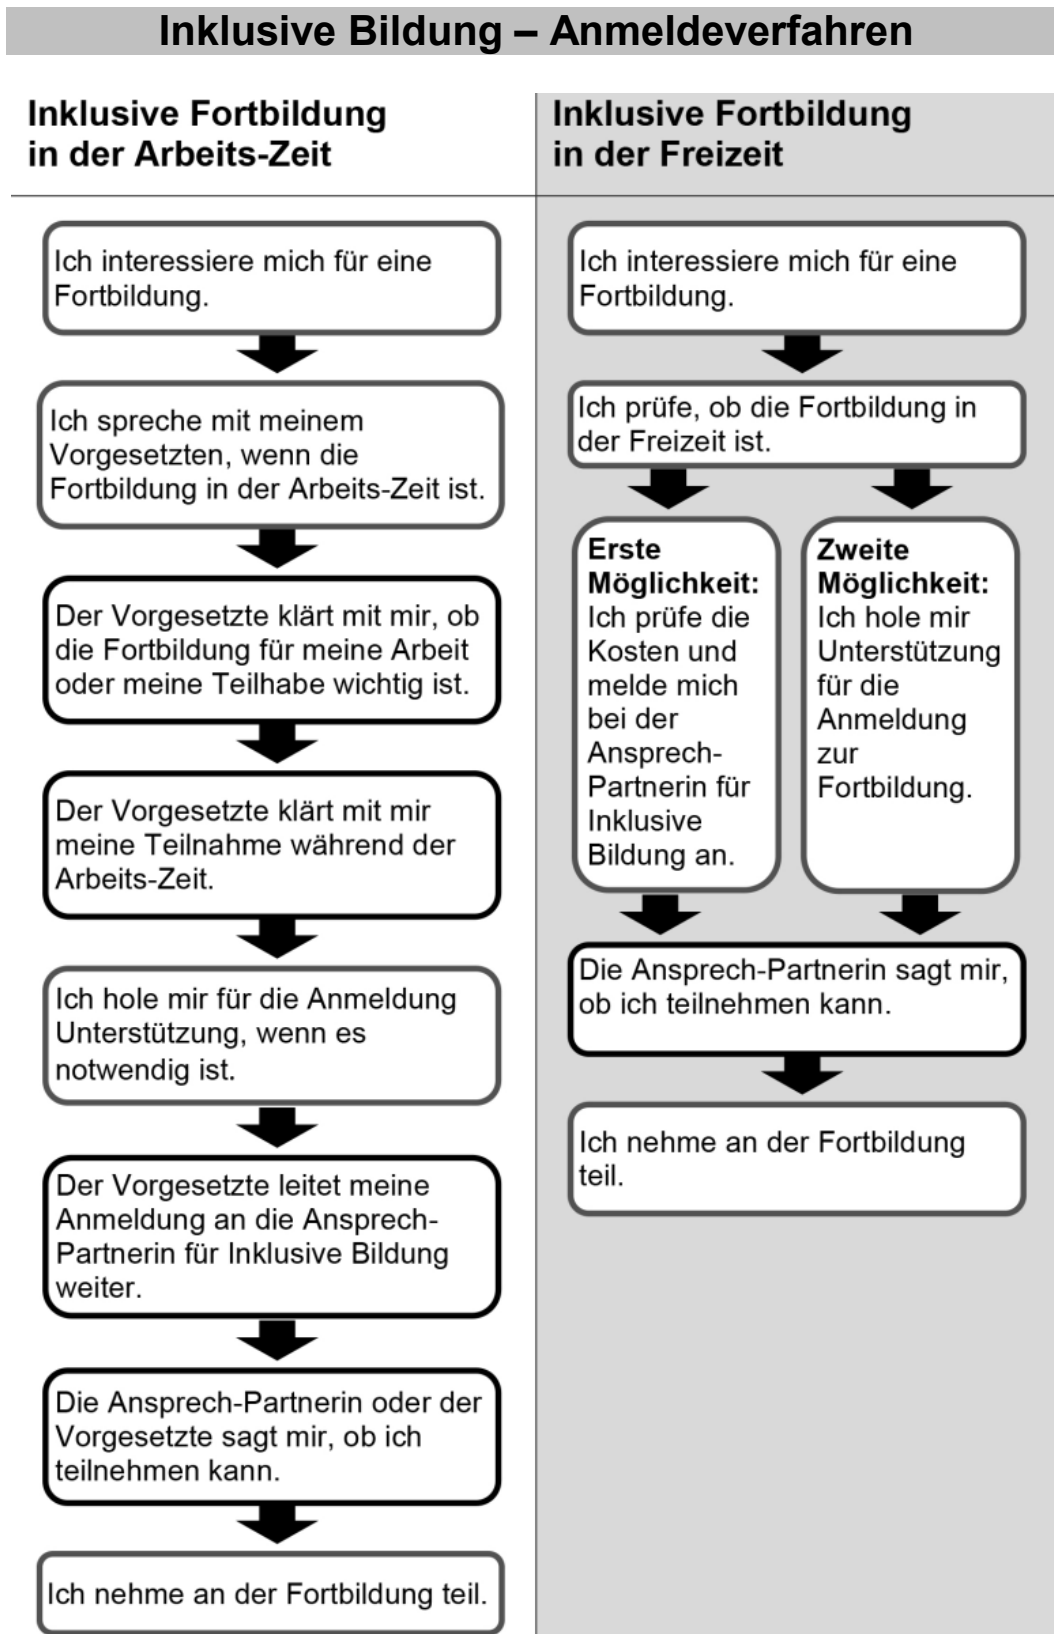 Inklusive Bildung – Anmeldeverfahren
Inklusive Fortbildung
in der Arbeits-Zeit
Ich interessiere mich für eine
Fortbildung.
Ich spreche mit meinem
Vorgesetzten, wenn die
Fortbildung in der Arbeits-Zeit ist.
Der Vorgesetzte klärt mit mir, ob
die Fortbildung für meine Arbeit
oder meine Teilhabe wichtig ist.
Der Vorgesetzte klärt mit mir
meine Teilnahme während der
Arbeits-Zeit.
Ich hole mir für die Anmeldung
Unterstützung, wenn es
notwendig ist.
Der Vorgesetzte leitet meine
Anmeldung an die Ansprech-
Partnerin für Inklusive Bildung
weiter.
Die Ansprech-Partnerin oder der
Vorgesetzte sagt mir, ob ich
teilnehmen kann.
Ich nehme an der Fortbildung teil.
Inklusive Fortbildung
in der Freizeit
Ich interessiere mich für eine
Fortbildung.
Ich prüfe, ob die Fortbildung in
der Freizeit ist.
Erste
Möglichkeit:
Ich prüfe die
Kosten und
melde mich
bei der
Ansprech-
Partnerin für
Inklusive
Bildung an.
Zweite
Möglichkeit:
Ich hole mir
Unterstützung
für die
Anmeldung
zur
Fortbildung.
Die Ansprech-Partnerin sagt mir,
ob ich teilnehmen kann.
Ich nehme an der Fortbildung
teil.